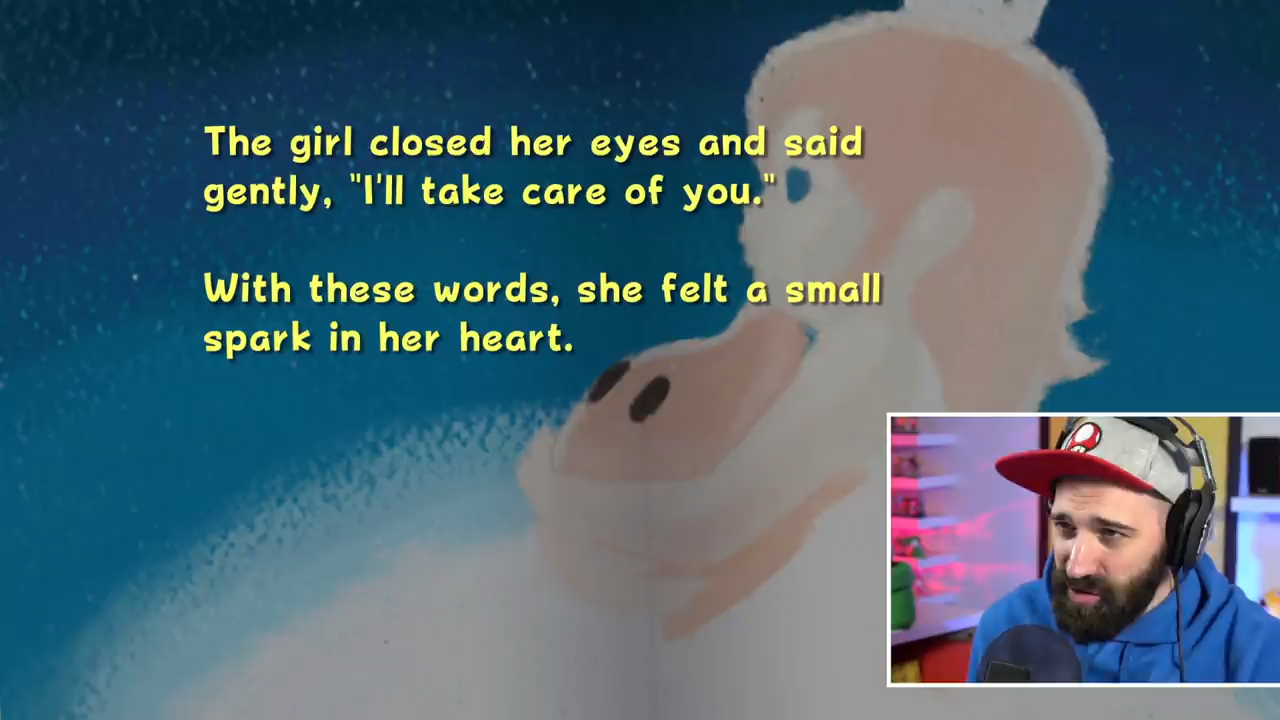 The girl closed her eyes and said
gently, "I'll take care of you."
With these words, she felt a small
spark in her heart.